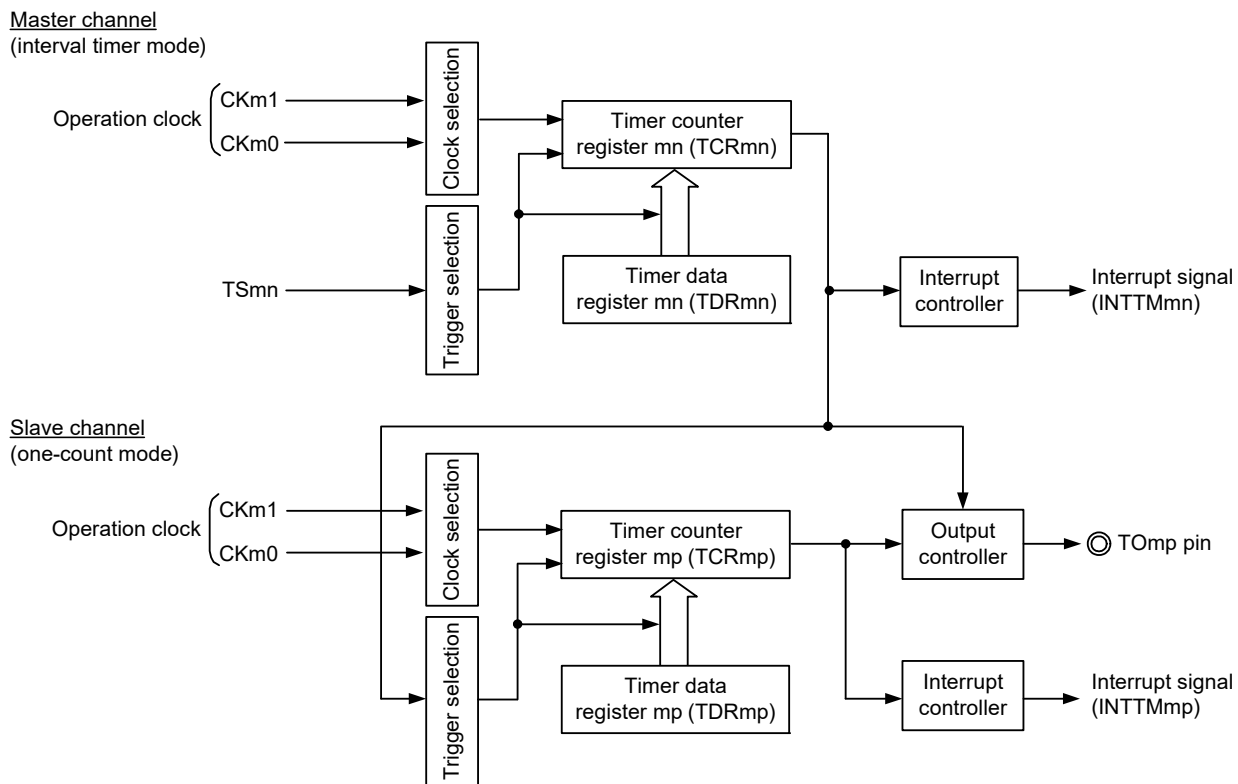 Master channel
(interval timer mode)
Operation clock
CKm1
CKm0
Clock selection
Timer counter
register mn (TCRmn)
TSmn
Trigger selection
Timer data
register mn (TDRmn)
Interrupt
controller
Interrupt signal
(INTTMmn)
Slave channel
(one-count mode)
Operation clock
CKm1
CKm0
Clock selection
Timer counter
register mp (TCRmp)
Output
controller
TOmp pin
Trigger selection
Timer data
register mp (TDRmp)
Interrupt
controller
Interrupt signal
(INTTMmp)